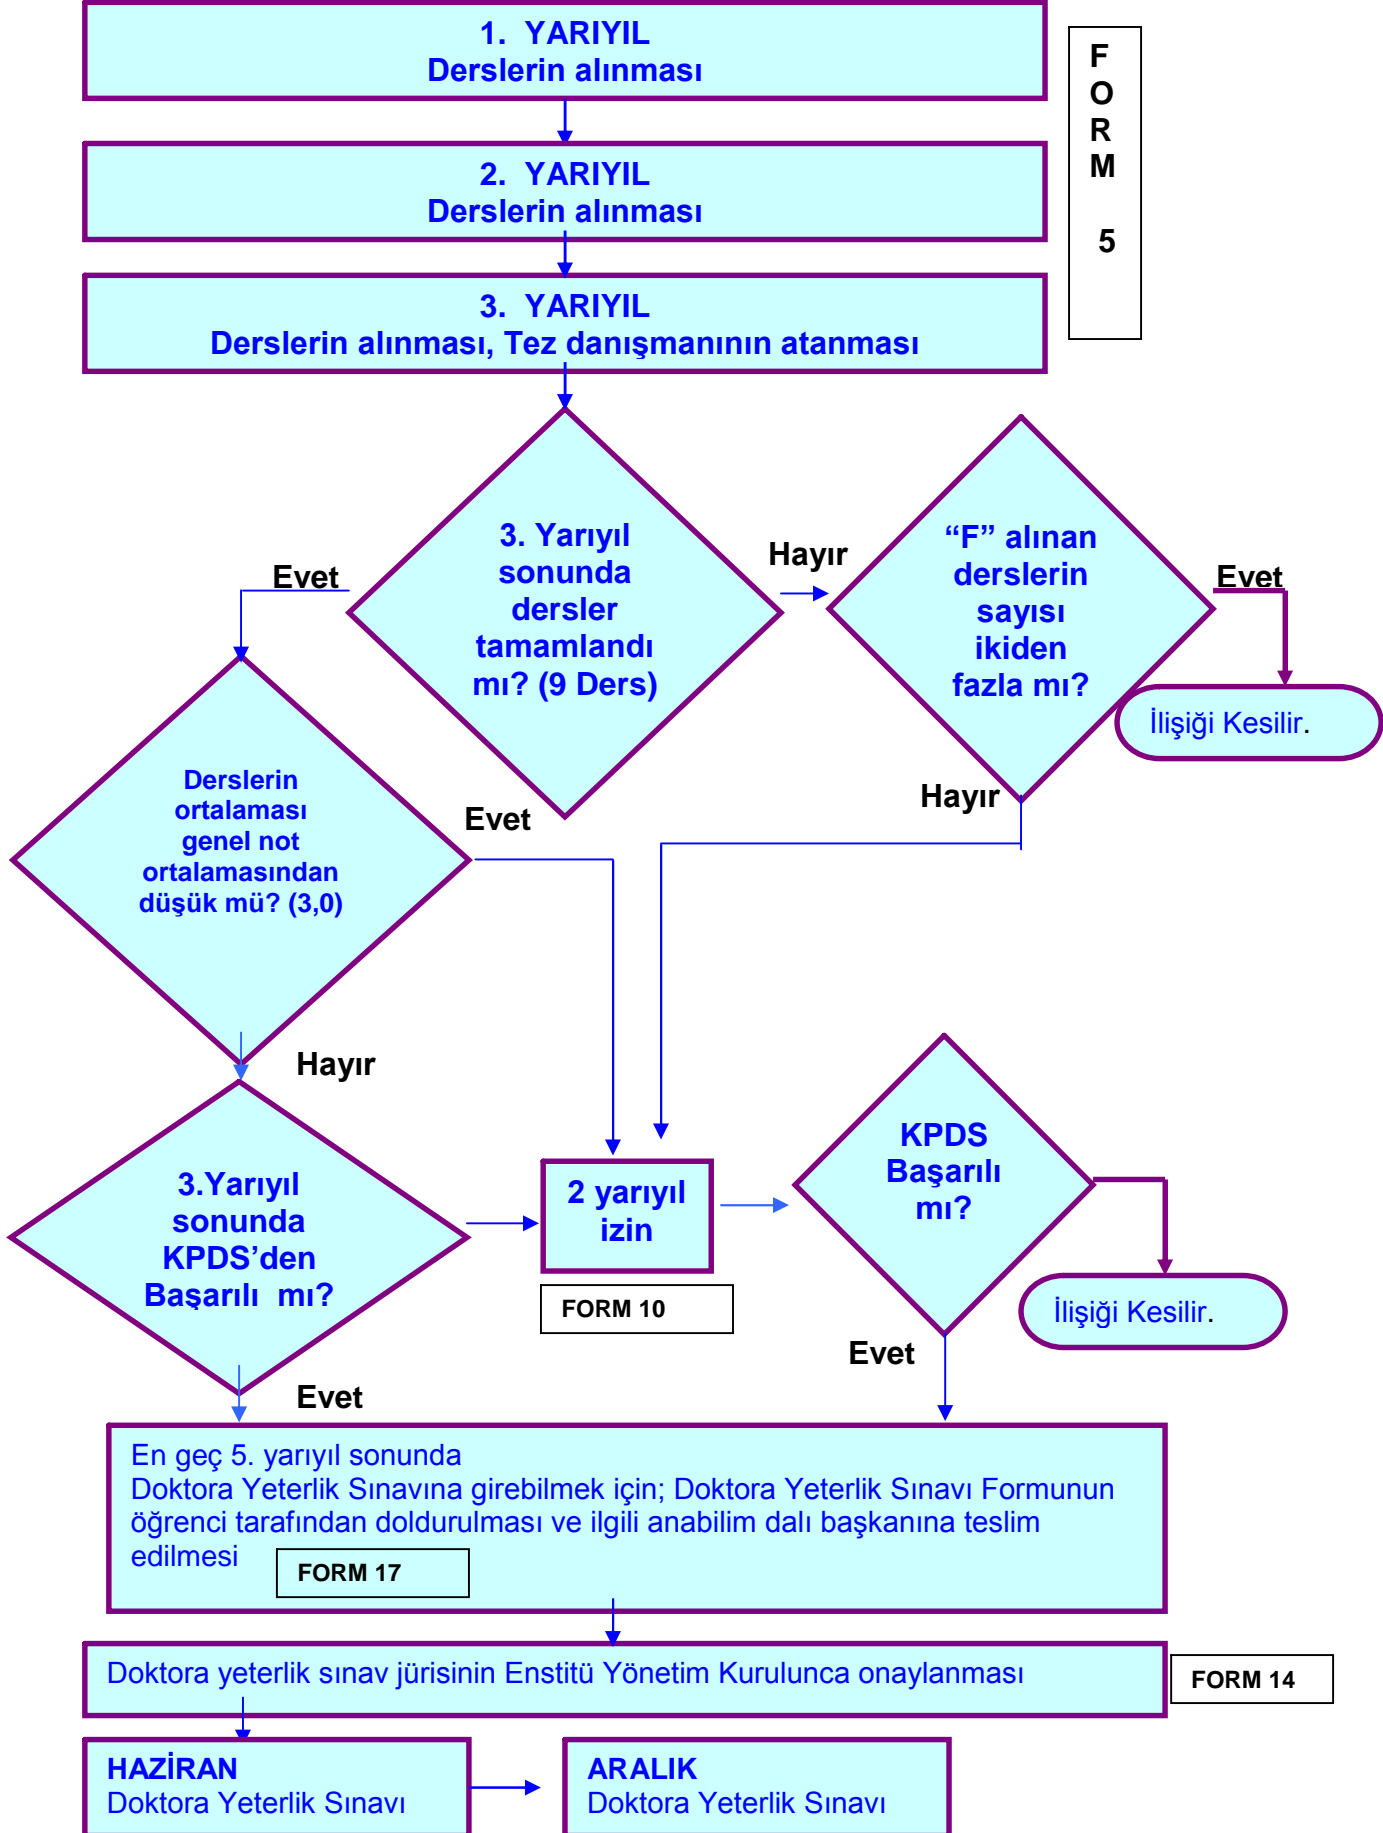 1. YARIYIL
Derslerin alınması
F
O
R
M
5
2. YARIYIL
Derslerin alınması
3. YARIYIL
Derslerin alınması, Tez danışmanının atanması
3. Yarıyıl
sonunda
dersler
tamamlandı
mı? (9 Ders)
Hayır
“F” alınan
derslerin
sayısı
ikiden
fazla mı?
Evet
Evet
İlişiği Kesilir.
Derslerin
ortalaması
genel not
ortalamasından
düşük mü? (3,0)
Evet
Hayır
Hayır
3.Yarıyıl
sonunda
KPDS’den
Başarılı mı?
2 yarıyıl
izin
FORM 10
KPDS
Başarılı
mı?
İlişiği Kesilir.
Evet
Evet
En geç 5. yarıyıl sonunda
Doktora Yeterlik Sınavına girebilmek için; Doktora Yeterlik Sınavı Formunun
öğrenci tarafından doldurulması ve ilgili anabilim dalı başkanına teslim
edilmesi
FORM 17
Doktora yeterlik sınav jürisinin Enstitü Yönetim Kurulunca onaylanması
FORM 14
HAZİRAN
Doktora Yeterlik Sınavı
ARALIK
Doktora Yeterlik Sınavı